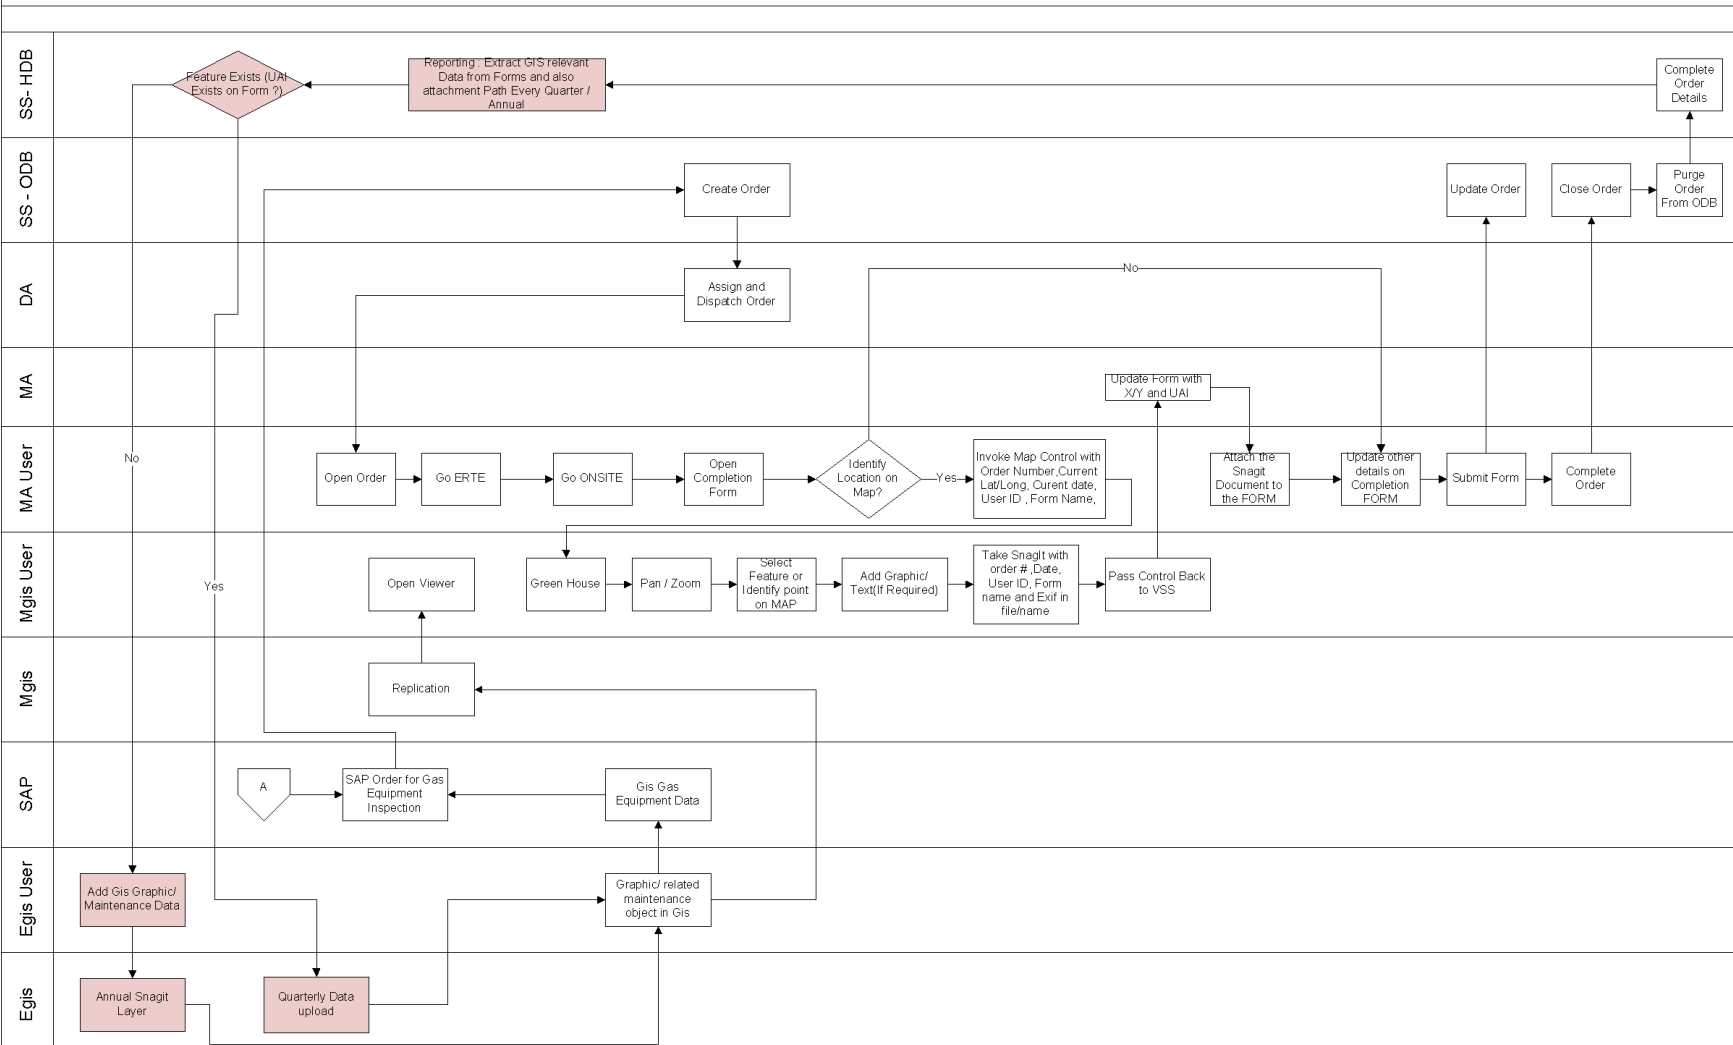 SS- HDB
Feature Exists (UAI
Exists on Form ?)
Reporting : Extract GIS relevant
Data from Forms and also
attachment Path Every Quarter /
Annual
Complete
Order
Details
SS - ODB
Create Order
Update Order
Close Order
Purge
Order
From ODB
DA
Assign and
Dispatch Order
No
MA
Update Form with
X/Y and UAI
MA User
No
Open Order
Go ERTE
Go ONSITE
Open
Completion
Form
Identify
Location on
Map?
Yes
Invoke Map Control with
Order Number,Current
Lat/Long, Curent date,
User ID , Form Name,
Attach the
Snagit
Document to
the FORM
Update other
details on
Completion
FORM
Submit Form
Complete
Order
Mgis User
Yes
Open Viewer
Green House
Pan / Zoom
Select
Feature or
Identify point
on MAP
Add Graphic/
Text(If Required)
Take SnagIt with
order # ,Date,
User ID, Form
name and Exif in
file/name
Pass Control Back
to VSS
Mgis
Replication
SAP
A
SAP Order for Gas
Equipment
Inspection
Gis Gas
Equipment Data
Egis User
Add Gis Graphic/
Maintenance Data
Graphic/ related
maintenance
object in Gis
Egis
Annual Snagit
Layer
Quarterly Data
upload